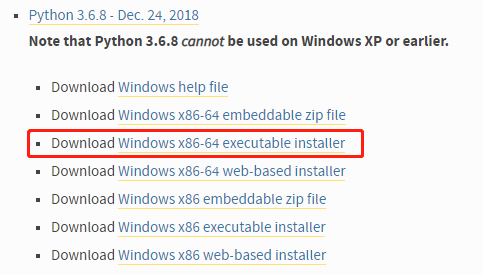 Python 3.6.8 - Dec. 24, 2018
Note that Python 3.6.8 cannot be used on Windows XP or earlier.
Download Windows help file
Download Windows x86-64 embeddable zip file
Download Windows x86-64 executable installer
Download Windows x86-64 web-based installer
Download Windows x86 embeddable zip file
Download Windows x86 executable installer
Download Windows x86 web-based installer